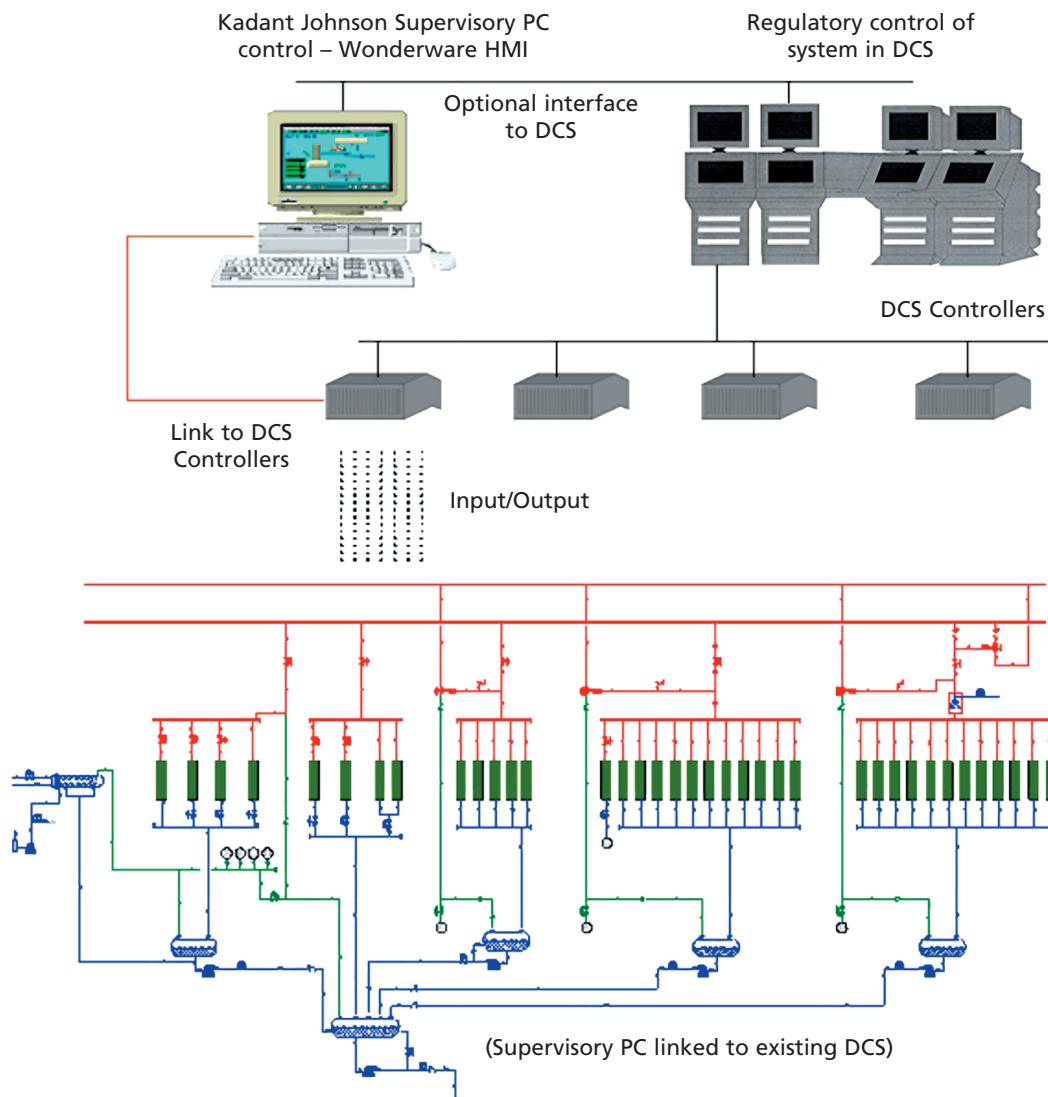 Kadant Johnson Supervisory PC
control – Wonderware HMI
Regulatory control of
system in DCS
Optional interface
to DCS
DCS Controllers
Link to DCS
Controllers
Input/Output
(Supervisory PC linked to existing DCS)